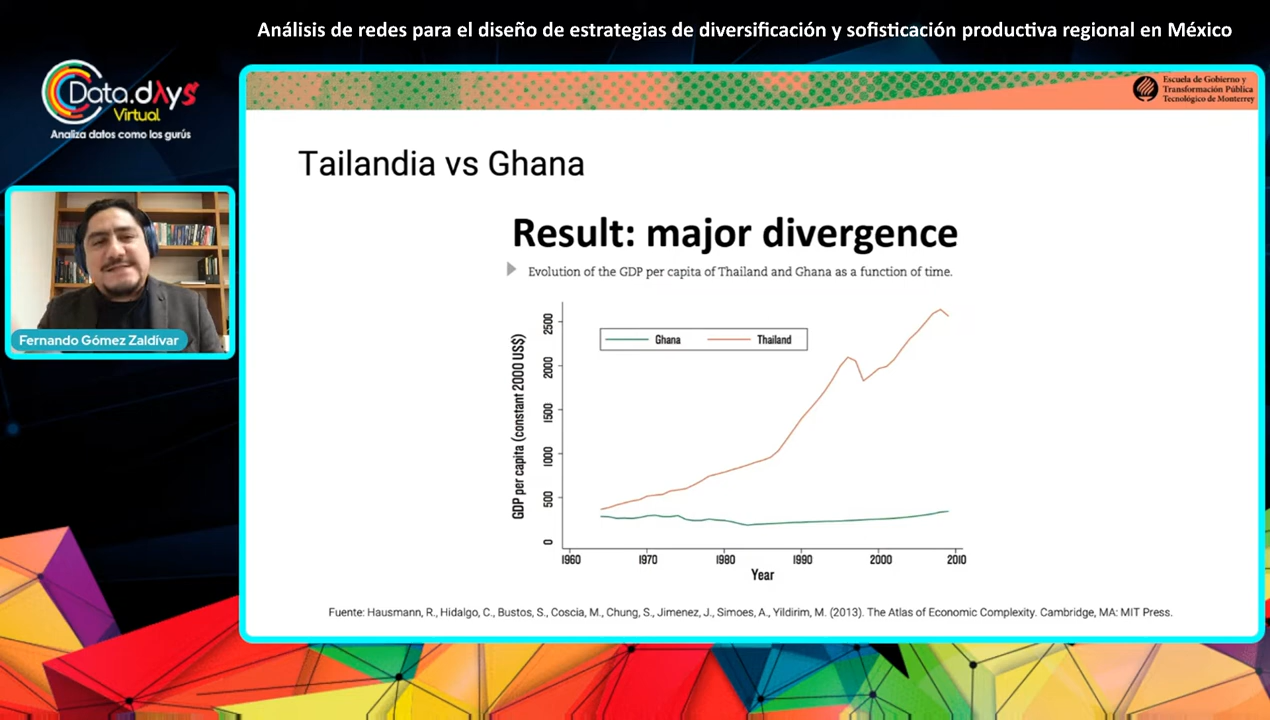 Análisis de redes para el diseño de estrategias de diversificación y sofisticación productiva regional en México
Data.dAys
Virtual
Analiza datos como los gurús
Escuela de Gobierno y
Transformación Pública
Tecnológico de Monterrey
Tailandia vs Ghana
Result: major divergence
Evolution of the GDP per capita of Thailand and Ghana as a function of time.
Fernando Gómez Zaldívar
Ghana
Thailand
GDP per capita (constant 2000 US$)
2500
2000
1500
1000
500
0
1960 1970 1980 1990 2000 2010
Year
Fuente: Hausmann, R., Hidalgo, C., Bustos, S., Coscia, M., Chung, S., Jimenez, J., Simoes, A., Yildirim, M. (2013). The Atlas of Economic Complexity. Cambridge, MA: MIT Press.